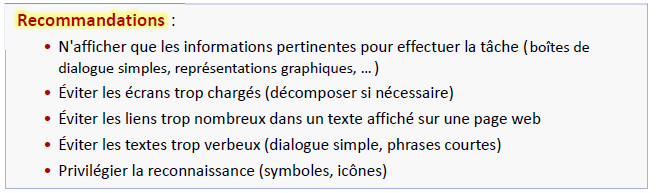 Recommandations :
• N'afficher que les informations pertinentes pour effectuer la tâche (boîtes de
dialogue simples, représentations graphiques, ...)
• Éviter les écrans trop chargés (décomposer si nécessaire)
• Éviter les liens trop nombreux dans un texte affiché sur une page web
• Éviter les textes trop verbeux (dialogue simple, phrases courtes)
• Privilégier la reconnaissance (symboles, icônes)